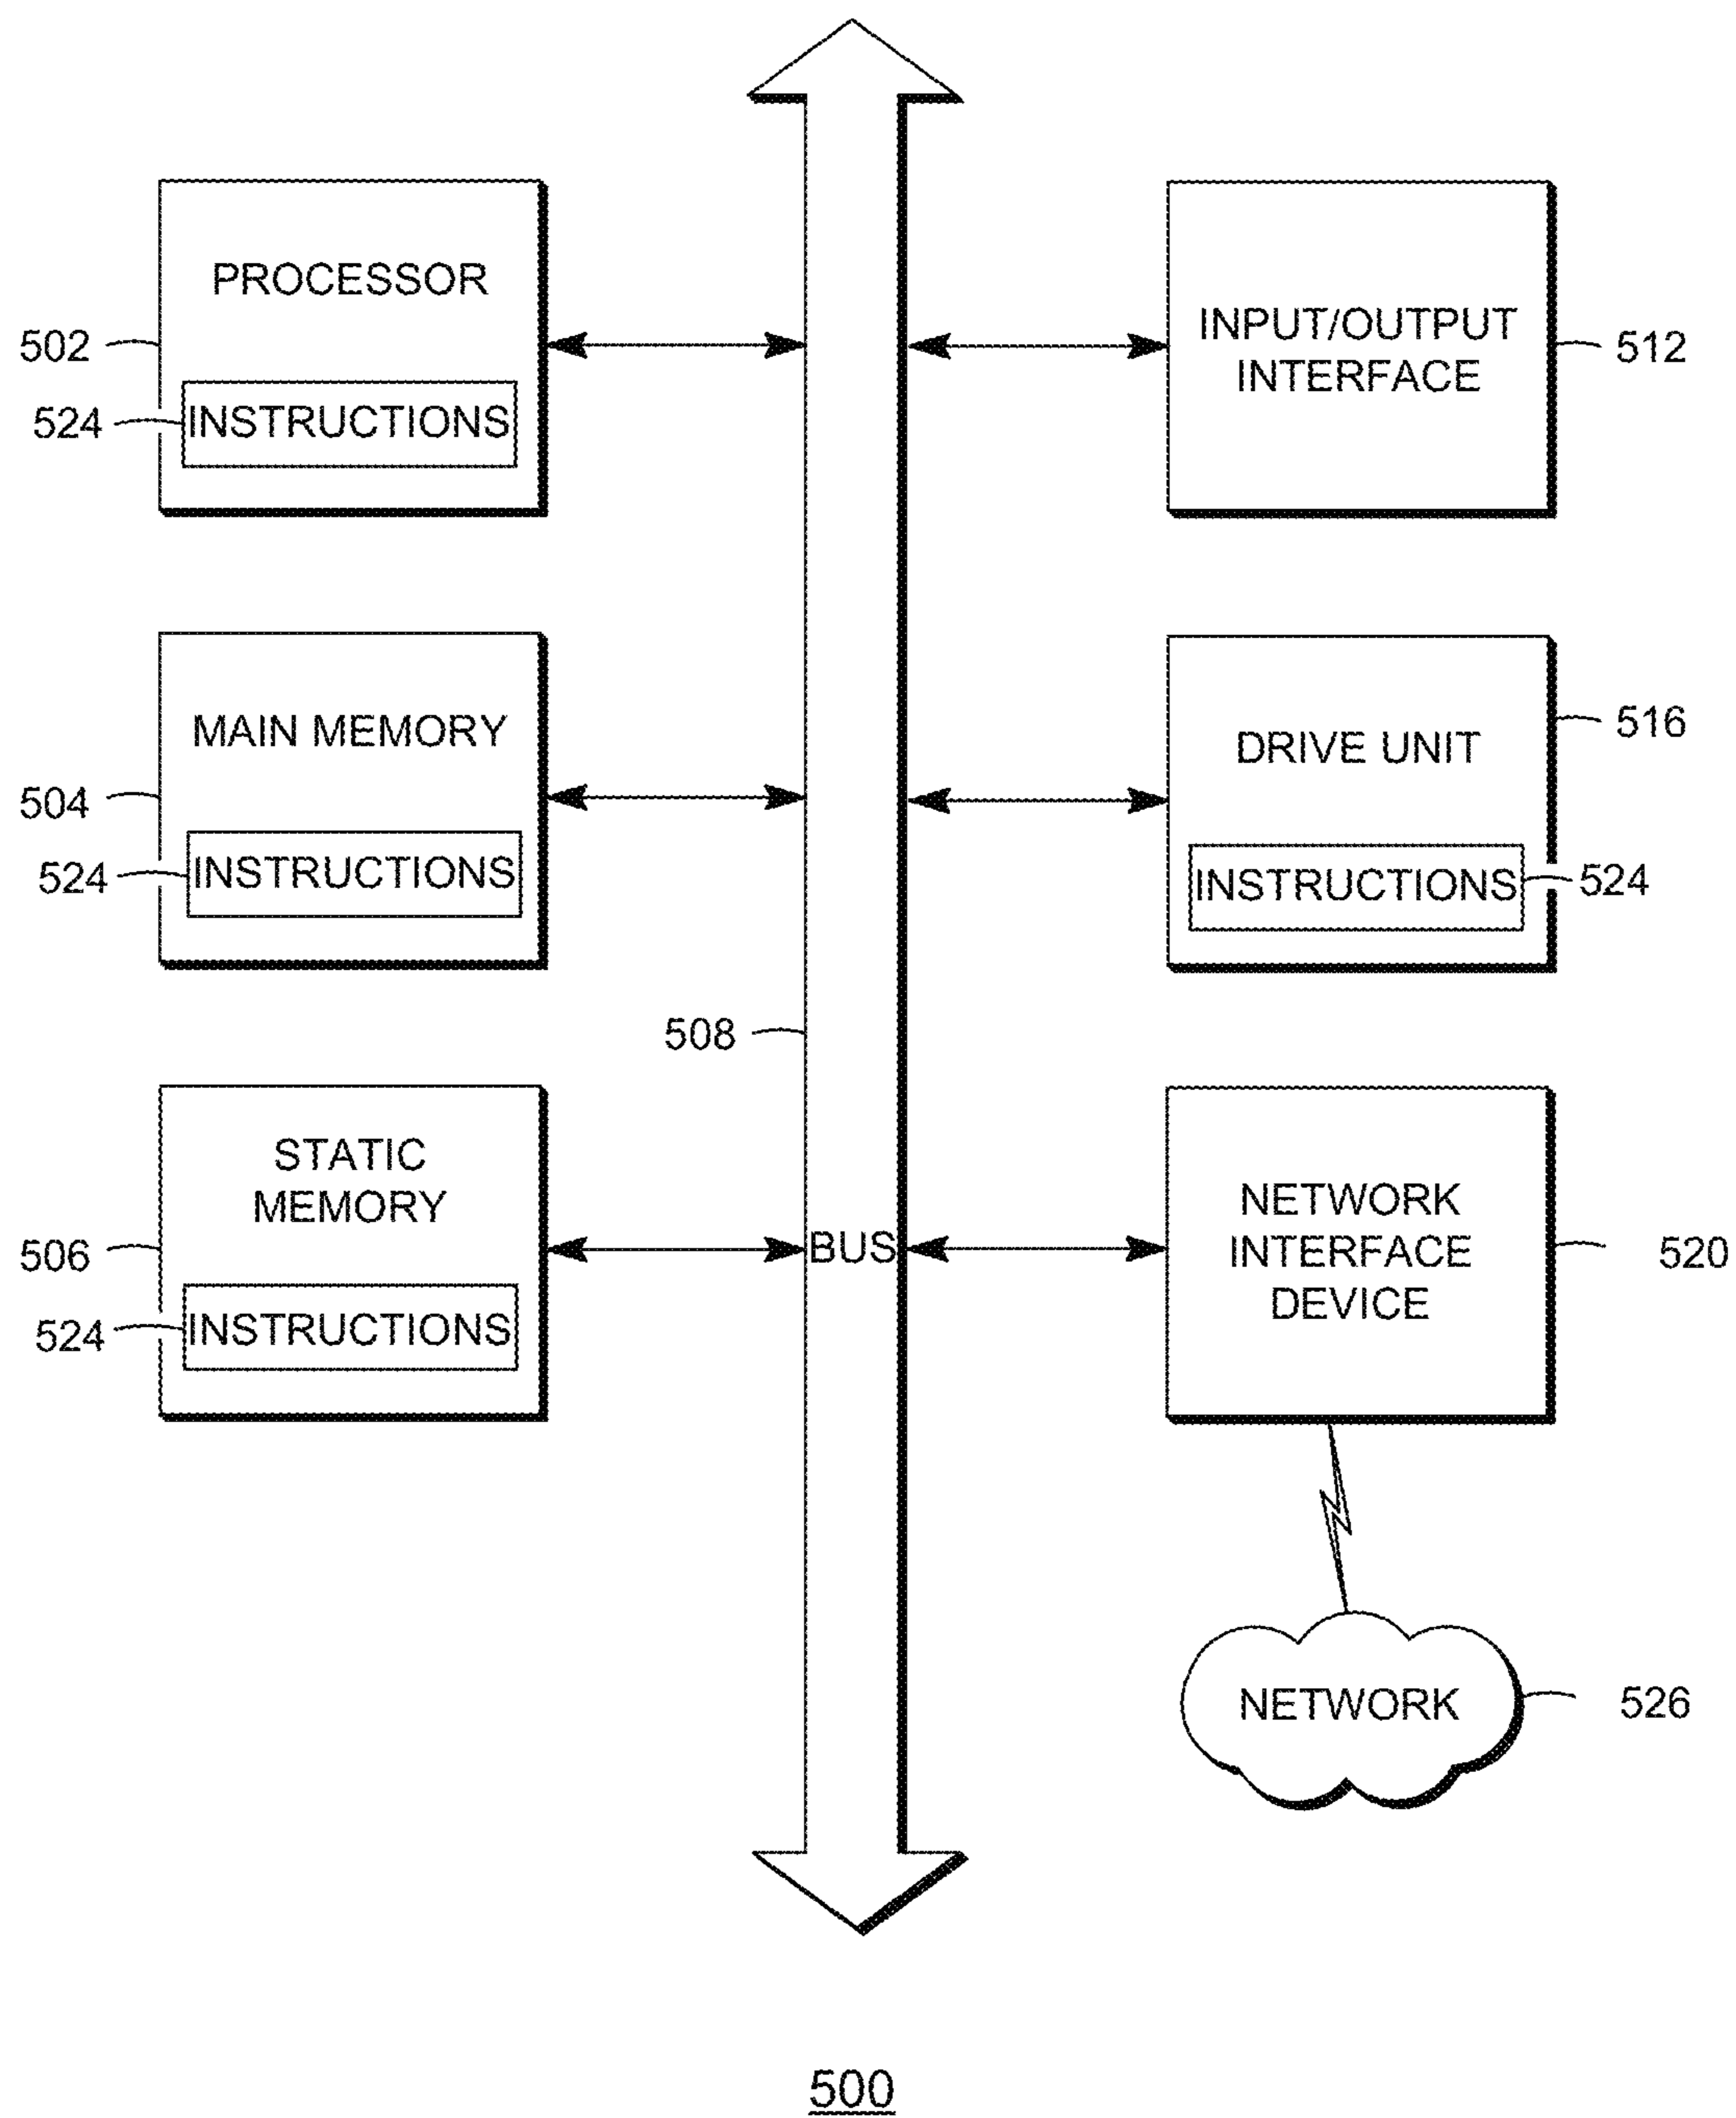 PROCESSOR
502
524
INSTRUCTIONS
MAIN MEMORY
504
524
INSTRUCTIONS
STATIC
MEMORY
506
524
INSTRUCTIONS
508
BUS
INPUT/OUTPUT
INTERFACE
512
DRIVE UNIT
516
INSTRUCTIONS
524
NETWORK
INTERFACE
DEVICE
520
NETWORK
526
500